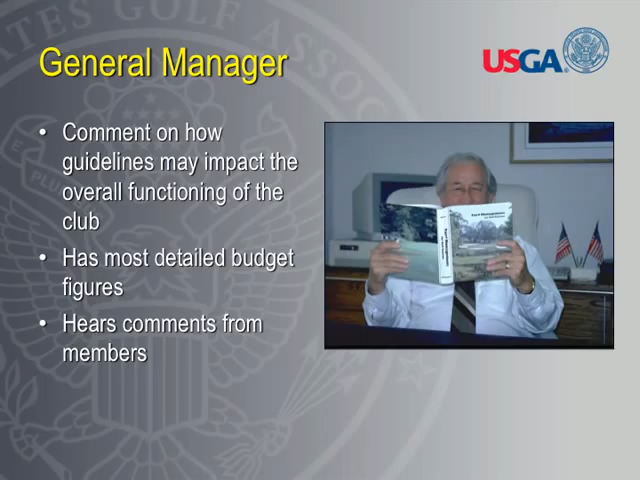 General Manager
USGA
• Comment on how
guidelines may impact the
overall functioning of the
club
• Has most detailed budget
figures
• Hears comments from
members